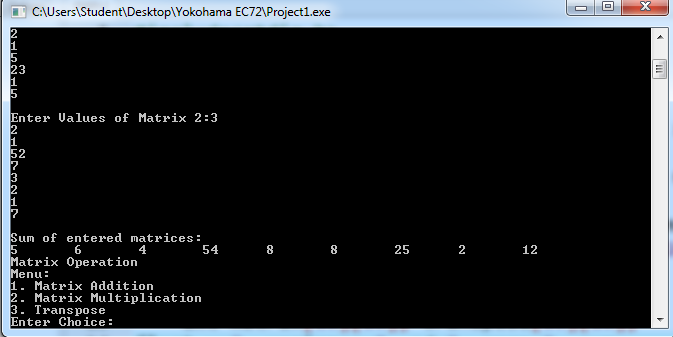 C:\Users\Student\Desktop\Yokohama EC72\Project1.exe
2
1
5
23
1
5
Enter Values of Matrix 2:3
2
1
52
7
3
2
1
7
Sum of entered matrices:
5 6 4 54 8 8 25 2 12
Matrix Operation
Menu:
1. Matrix Addition
2. Matrix Multiplication
3. Transpose
Enter Choice: